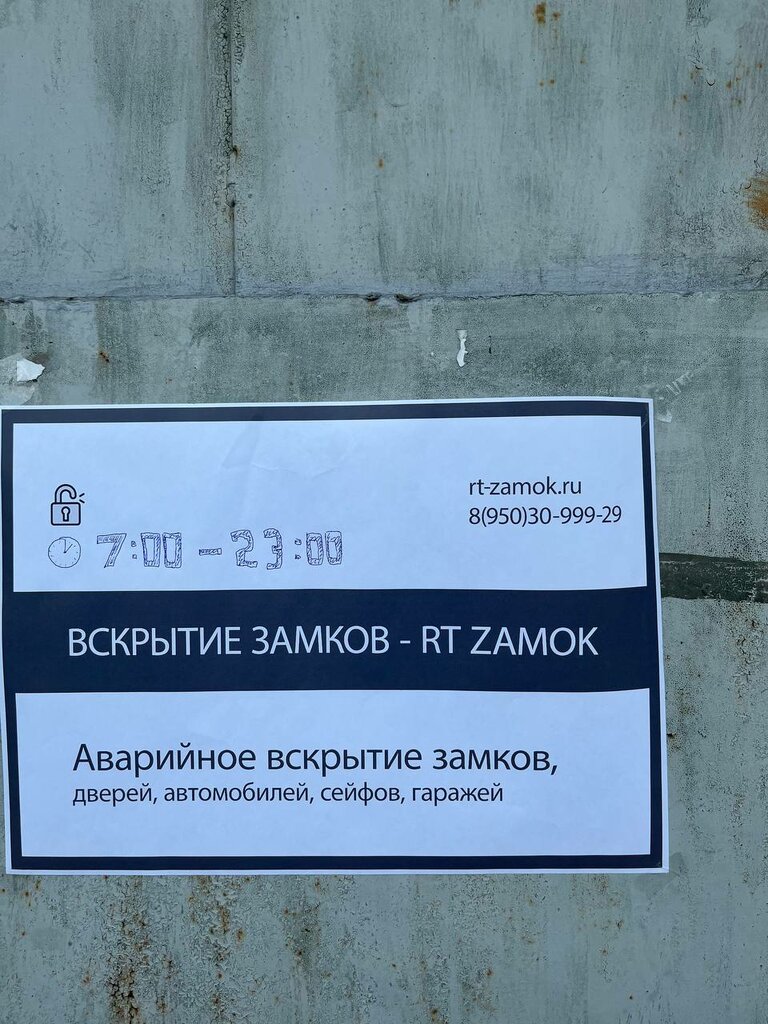 rt-zamok.ru
8(950)30-999-29
7:00 - 23:00
ВСКРЫТИЕ ЗАМКОВ - RT ZAMOK
Аварийное вскрытие замков,
дверей, автомобилей, сейфов, гаражей